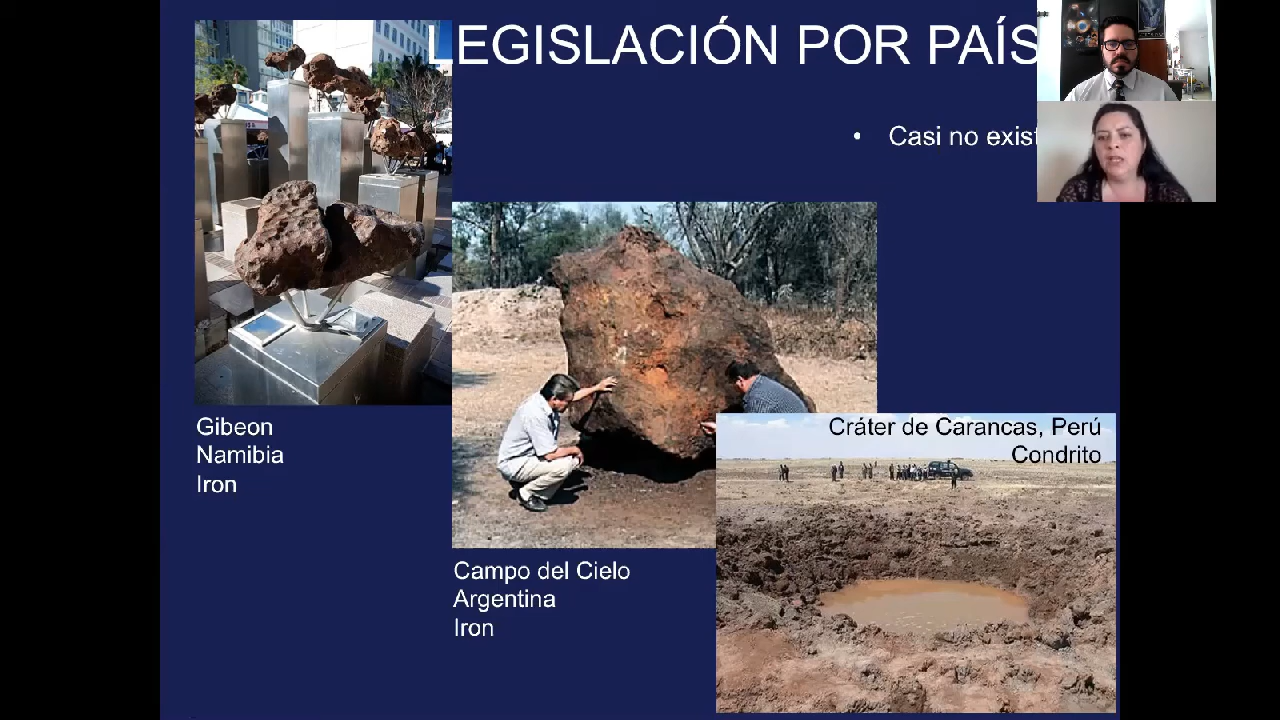 LEGISLACIÓN POR PAÍS
• Casi no exist
Gibeon
Namibia
Iron
Campo del Cielo
Argentina
Iron
Cráter de Carancas, Perú
Condrito